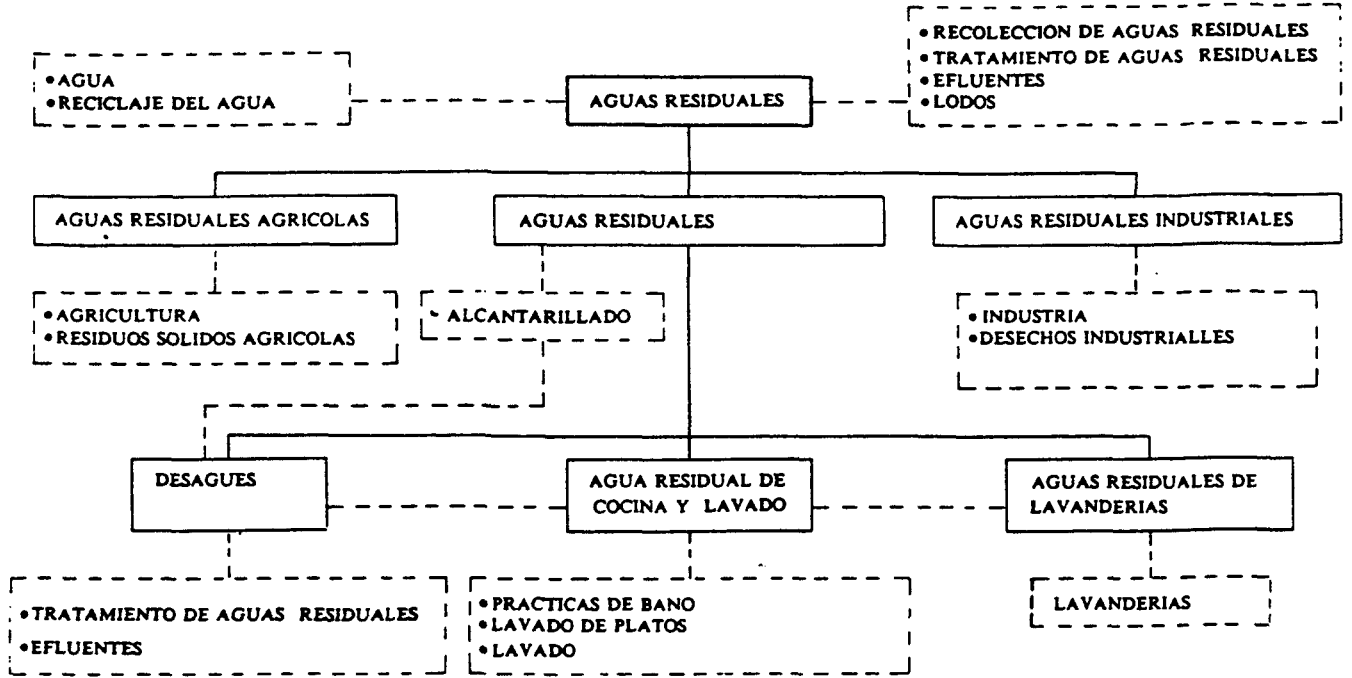 • AGUA
• RECICLAJE DEL AGUA
AGUAS RESIDUALES
• RECOLECCION DE AGUAS RESIDUALES
• TRATAMIENTO DE AGUAS RESIDUALES
• EFLUENTES
• LODOS
AGUAS RESIDUALES AGRICOLAS
AGUAS RESIDUALES
AGUAS RESIDUALES INDUSTRIALES
• AGRICULTURA
• RESIDUOS SOLIDOS AGRICOLAS
• ALCANTARILLADO
• INDUSTRIA
• DESECHOS INDUSTRIALLES
DESAGUES
AGUA RESIDUAL DE
COCINA Y LAVADO
AGUAS RESIDUALES DE
LAVANDERIAS
• TRATAMIENTO DE AGUAS RESIDUALES
• EFLUENTES
• PRACTICAS DE BANO
• LAVADO DE PLATOS
• LAVADO
LAVANDERIAS